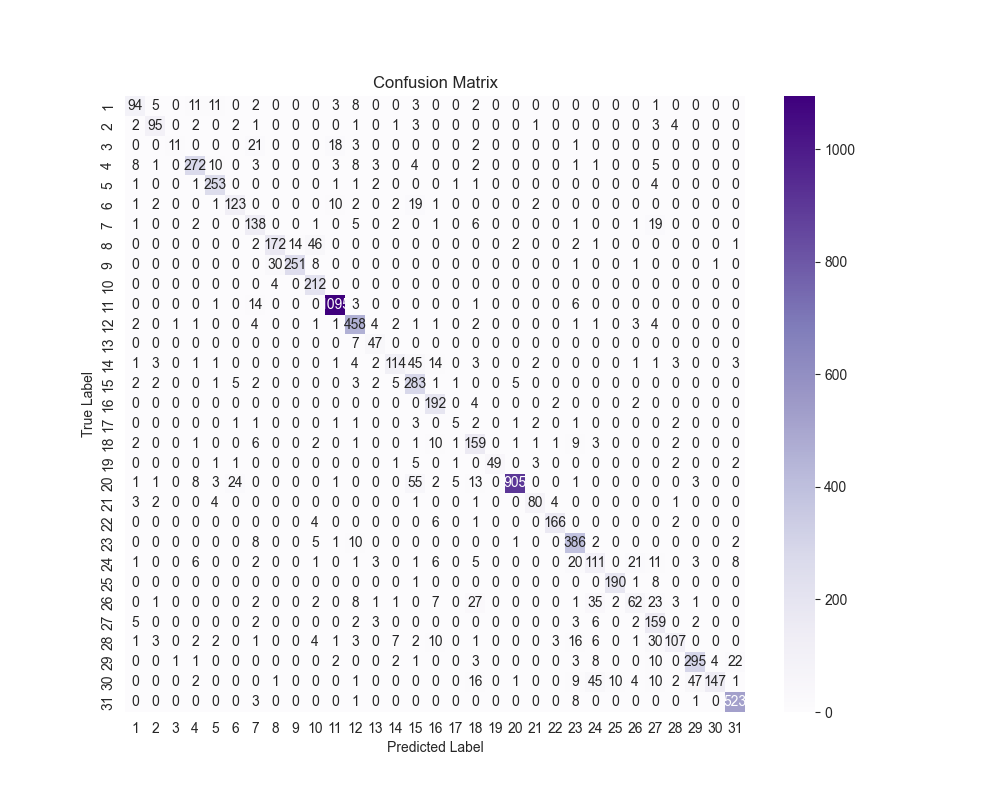 Confusion Matrix
1 94 5 0 11 11 0 2 0 0 0 3 8 0 0 3 0 0 2 0 0 0 0 0 0 0 0 1 0 0 0 0
2 2 95 0 2 0 2 1 0 0 0 0 1 0 1 3 0 0 0 0 0 1 0 0 0 0 0 3 4 0 0 0
3 0 0 11 0 0 0 21 0 0 0 18 3 0 0 0 0 0 2 0 0 0 0 1 0 0 0 0 0 0 0 0
4 8 1 0 272 10 0 3 0 0 0 3 8 3 0 4 0 0 2 0 0 0 0 1 1 0 0 5 0 0 0 0
5 1 0 0 1 253 0 0 0 0 0 1 1 2 0 0 0 1 1 0 0 0 0 0 0 0 0 4 0 0 0 0
6 1 2 0 0 1 123 0 0 0 0 10 2 0 2 19 1 0 0 0 0 2 0 0 0 0 0 0 0 0 0 0
7 1 0 0 2 0 0 138 0 0 1 0 5 0 2 0 1 0 6 0 0 0 0 1 0 0 1 19 0 0 0 0
8 0 0 0 0 0 0 2 172 14 46 0 0 0 0 0 0 0 0 0 2 0 0 2 1 0 0 0 0 0 0 1
9 0 0 0 0 0 0 0 30 251 8 0 0 0 0 0 0 0 0 0 0 0 0 1 0 0 1 0 0 0 1 0
10 0 0 0 0 0 0 0 4 0 212 0 0 0 0 0 0 0 0 0 0 0 0 0 0 0 0 0 0 0 0 0
11 0 0 0 0 1 0 14 0 0 0 1095 3 0 0 0 0 0 1 0 0 0 0 6 0 0 0 0 0 0 0 0
12 2 0 1 1 0 0 4 0 0 1 1 458 4 2 1 1 0 2 0 0 0 0 1 1 0 3 4 0 0 0 0
13 0 0 0 0 0 0 0 0 0 0 0 7 47 0 0 0 0 0 0 0 0 0 0 0 0 0 0 0 0 0 0
14 1 3 0 1 1 0 0 0 0 0 1 4 2 114 45 14 0 3 0 0 2 0 0 0 0 1 1 3 0 0 3
15 2 2 0 0 1 5 2 0 0 0 0 3 2 5 283 1 1 0 0 5 0 0 0 0 0 0 0 0 0 0 0
16 0 0 0 0 0 0 0 0 0 0 0 0 0 0 0 192 0 4 0 0 0 2 0 0 0 2 0 0 0 0 0
17 0 0 0 0 0 1 1 0 0 0 1 1 0 0 3 0 5 2 0 1 2 0 1 0 0 0 0 2 0 0 0
18 2 0 0 1 0 0 6 0 0 2 0 1 0 0 1 10 1 159 0 1 1 1 9 3 0 0 0 2 0 0 0
19 0 0 0 0 1 1 0 0 0 0 0 0 0 1 5 0 1 0 49 0 3 0 0 0 0 0 0 2 0 0 2
20 1 1 0 8 3 24 0 0 0 0 1 0 0 0 55 2 5 13 0 905 0 0 1 0 0 0 0 0 3 0 0
21 3 2 0 0 4 0 0 0 0 0 0 0 0 0 1 0 0 1 0 0 80 4 0 0 0 0 0 1 0 0 0
22 0 0 0 0 0 0 0 0 0 4 0 0 0 0 0 6 0 1 0 0 0 166 0 0 0 0 0 2 0 0 0
23 0 0 0 0 0 0 8 0 0 5 1 10 0 0 0 0 0 0 0 1 0 0 386 2 0 0 0 0 0 0 2
24 1 0 0 6 0 0 2 0 0 1 0 1 3 0 1 6 0 5 0 0 0 0 20 111 0 21 11 0 3 0 8
25 0 0 0 0 0 0 0 0 0 0 0 0 0 0 1 0 0 0 0 0 0 0 0 0 190 1 8 0 0 0 0
26 0 1 0 0 0 0 2 0 0 2 0 8 1 1 0 7 0 27 0 0 0 0 1 35 2 62 23 3 1 0 0
27 5 0 0 0 0 0 2 0 0 0 0 2 3 0 0 0 0 0 0 0 0 0 3 6 0 2 159 0 2 0 0
28 1 3 0 2 2 0 1 0 0 4 1 3 0 7 2 10 0 1 0 0 0 3 16 6 0 1 30 107 0 0 0
29 0 0 1 1 0 0 0 0 0 0 2 0 0 2 1 0 0 3 0 0 0 0 3 8 0 0 10 0 295 4 22
30 0 0 0 2 0 0 0 1 0 0 0 1 0 0 0 0 0 16 0 1 0 0 9 45 10 4 10 2 47 147 1
31 0 0 0 0 0 0 3 0 0 0 0 0 0 0 0 0 0 0 0 0 0 0 8 0 0 0 0 0 1 0 523
1 2 3 4 5 6 7 8 9 10 11 12 13 14 15 16 17 18 19 20 21 22 23 24 25 26 27 28 29 30 31
Predicted Label
True Label
1000
800
600
400
200
0